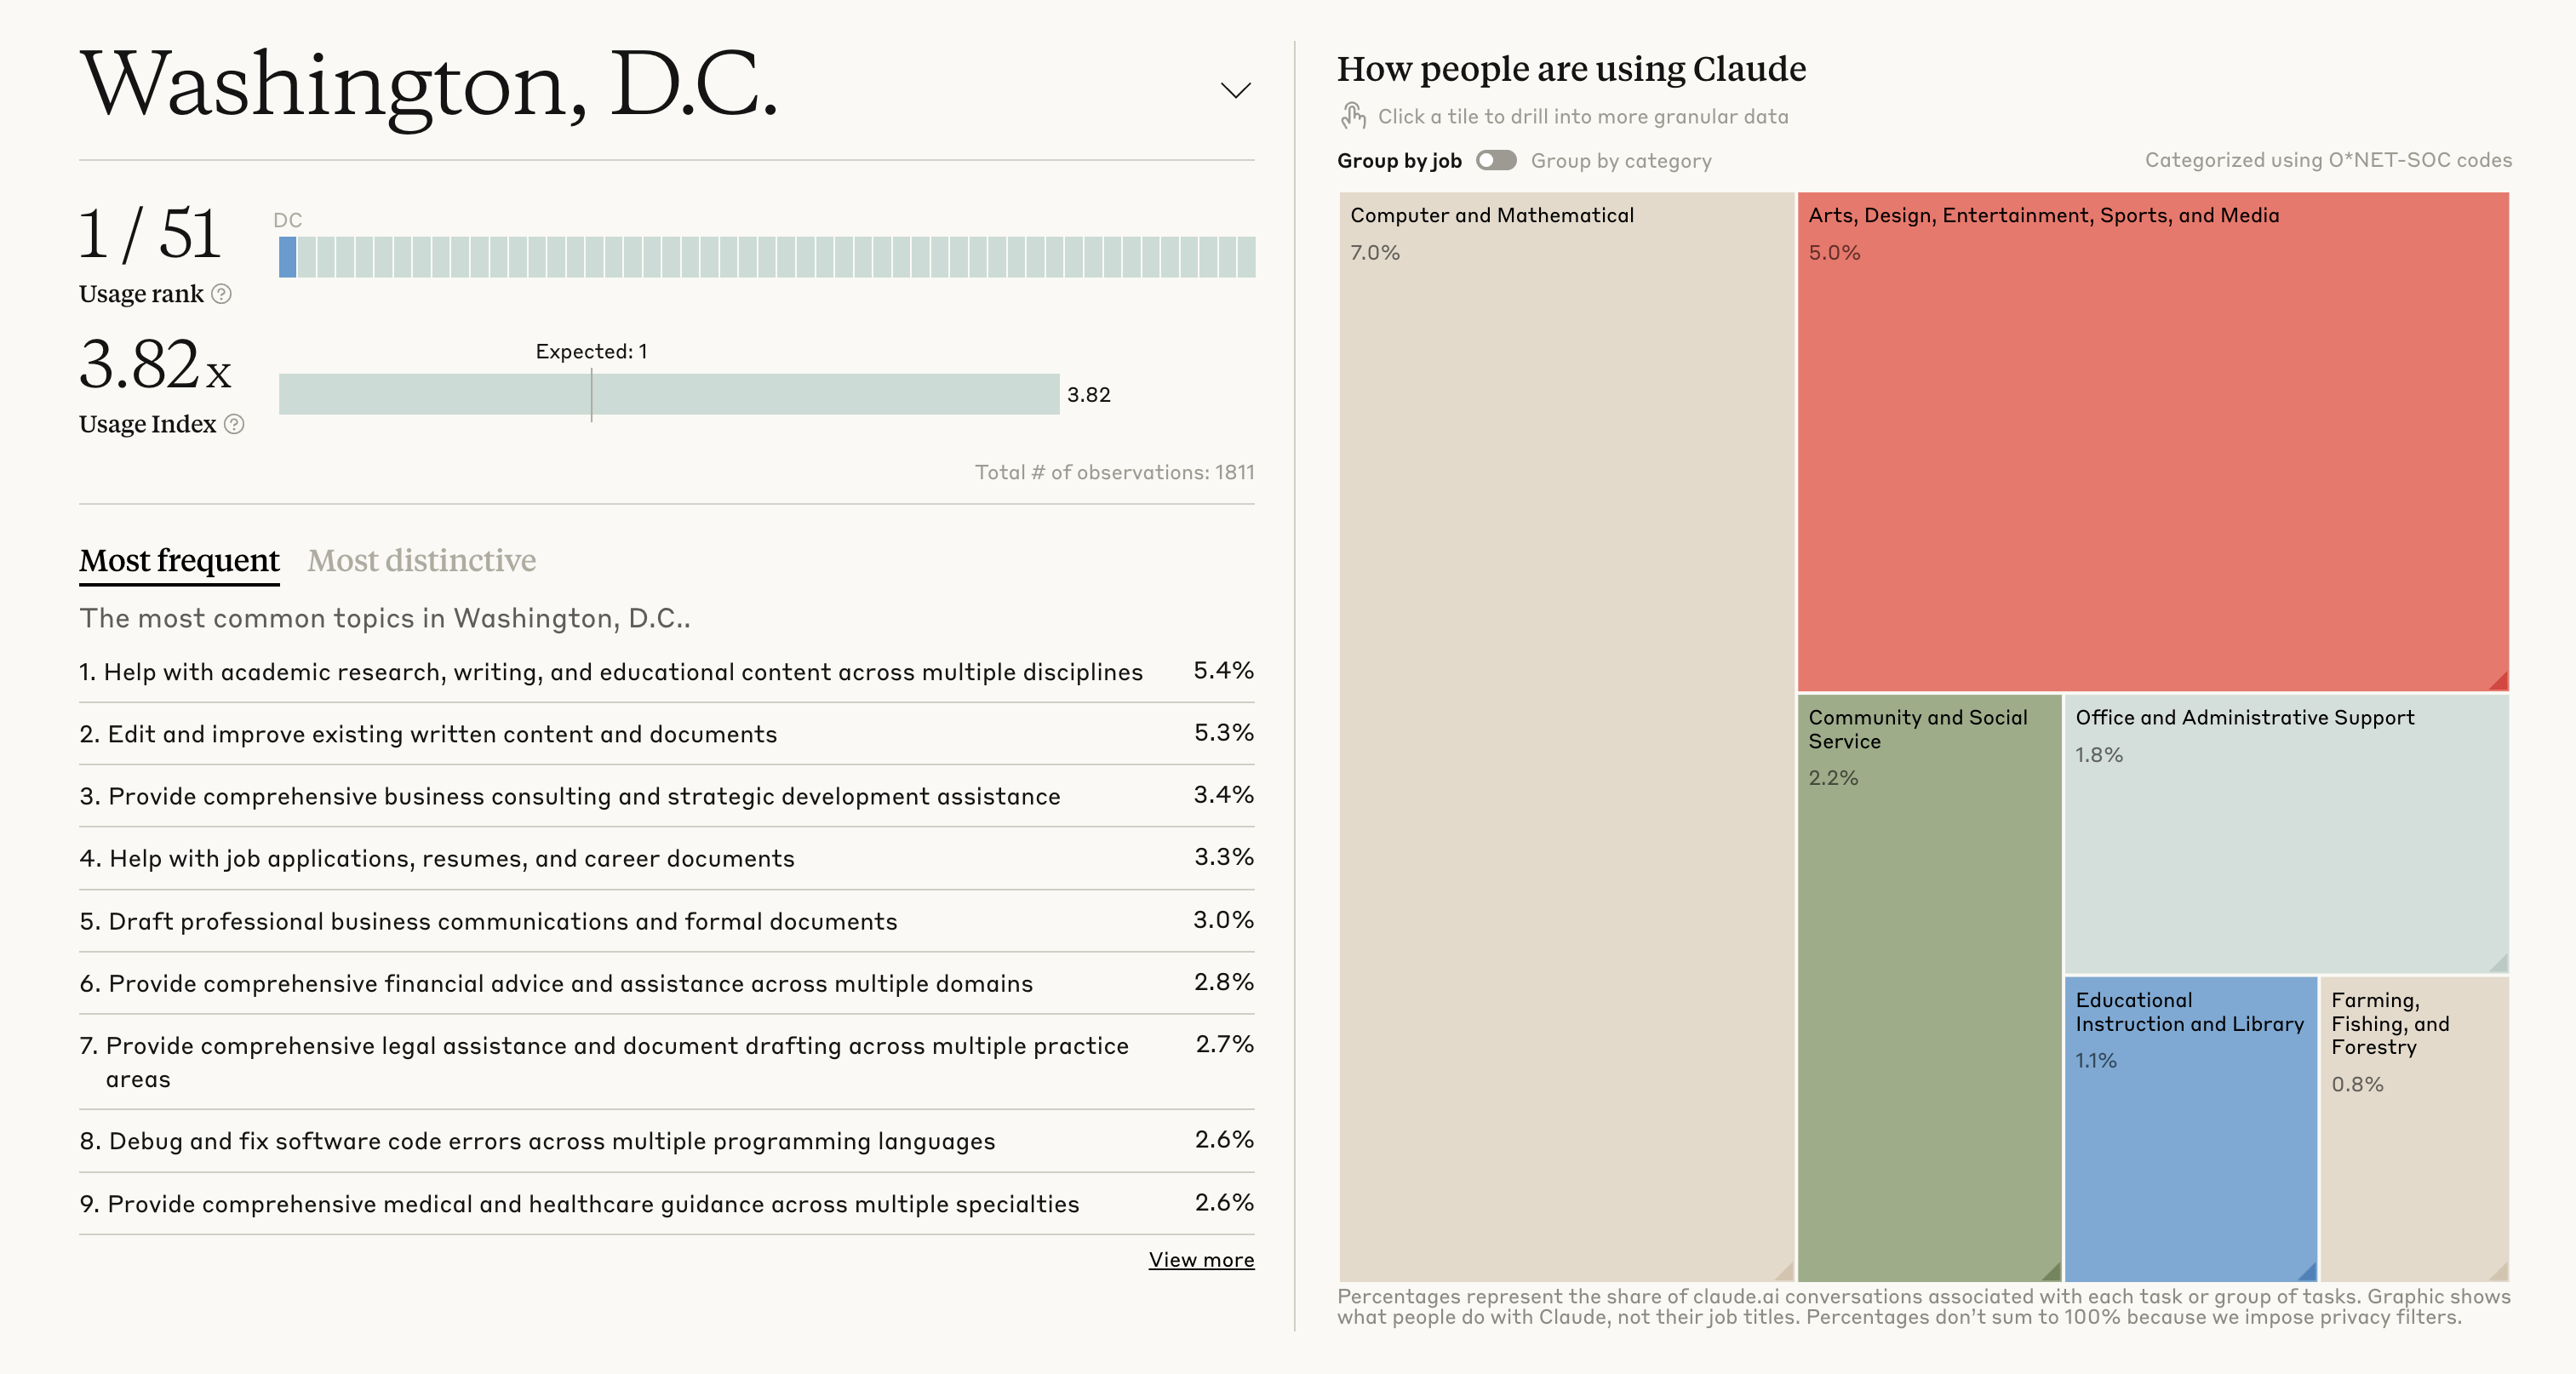 Washington, D.C.
1 / 51
Usage rank ?
DC
3.82x
Usage Index ?
Expected: 1
3.82
Total # of observations: 1811
Most frequent
Most distinctive
The most common topics in Washington, D.C..
1. Help with academic research, writing, and educational content across multiple disciplines 5.4%
2. Edit and improve existing written content and documents 5.3%
3. Provide comprehensive business consulting and strategic development assistance 3.4%
4. Help with job applications, resumes, and career documents 3.3%
5. Draft professional business communications and formal documents 3.0%
6. Provide comprehensive financial advice and assistance across multiple domains 2.8%
7. Provide comprehensive legal assistance and document drafting across multiple practice 2.7%
areas
8. Debug and fix software code errors across multiple programming languages 2.6%
9. Provide comprehensive medical and healthcare guidance across multiple specialties 2.6%
View more
How people are using Claude
Click a tile to drill into more granular data
Group by job Group by category
Categorized using O*NET-SOC codes
Computer and Mathematical
7.0%
Arts, Design, Entertainment, Sports, and Media
5.0%
Community and Social
Service
2.2%
Office and Administrative Support
1.8%
Educational
Instruction and Library
1.1%
Farming,
Fishing, and
Forestry
0.8%
Percentages represent the share of claude.ai conversations associated with each task or group of tasks. Graphic shows
what people do with Claude, not their job titles. Percentages don’t sum to 100% because we impose privacy filters.